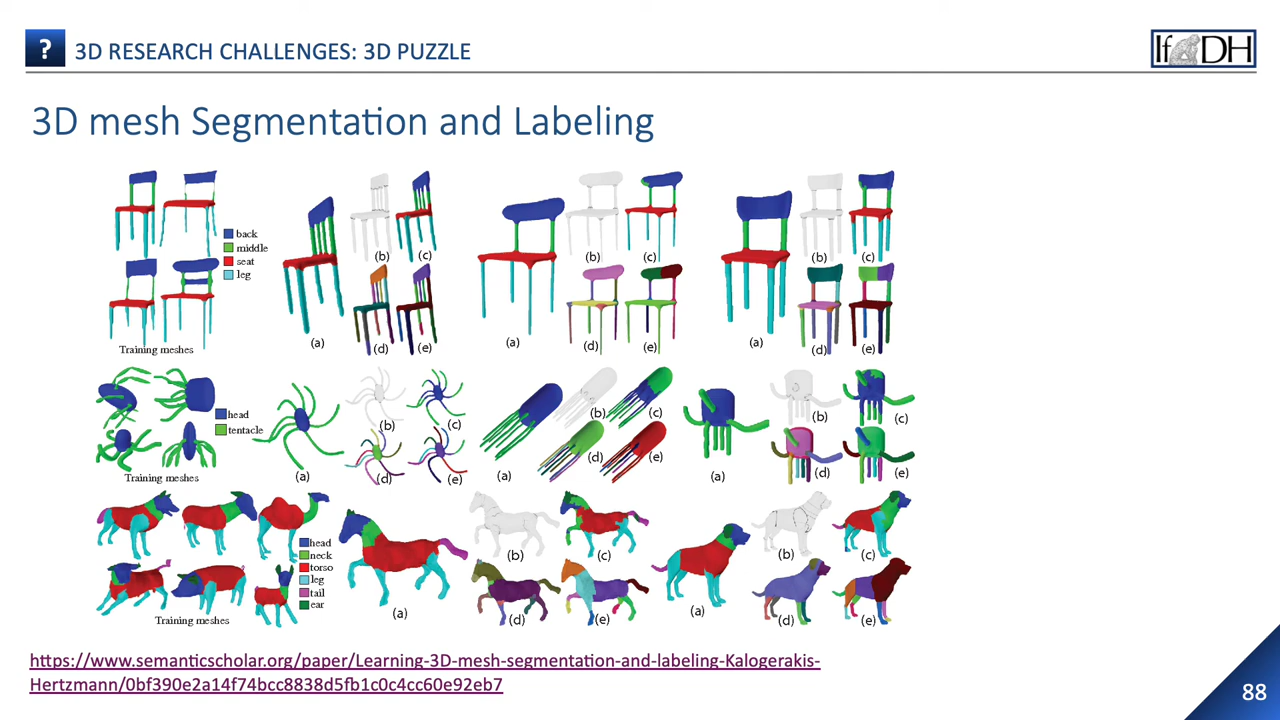 ?
3D RESEARCH CHALLENGES: 3D PUZZLE
IfDH
3D mesh Segmentation and Labeling
back
middle
seat
leg
Training meshes
(a)
(b)
(c)
(d)
(e)
(a)
(b)
(c)
(d)
(e)
(a)
(b)
(c)
(d)
(e)
head
tentacle
Training meshes
(a)
(b)
(c)
(d)
(e)
(a)
(b)
(c)
(d)
(e)
(a)
(b)
(c)
(d)
(e)
head
neck
torso
leg
tail
ear
Training meshes
(a)
(b)
(c)
(d)
(e)
(a)
(b)
(c)
(d)
(e)
https://www.semanticscholar.org/paper/Learning-3D-mesh-segmentation-and-labeling-Kalogerakis-
Hertzmann/0bf390e2a14f74bcc8838d5fb1c0c4cc60e92eb7
88